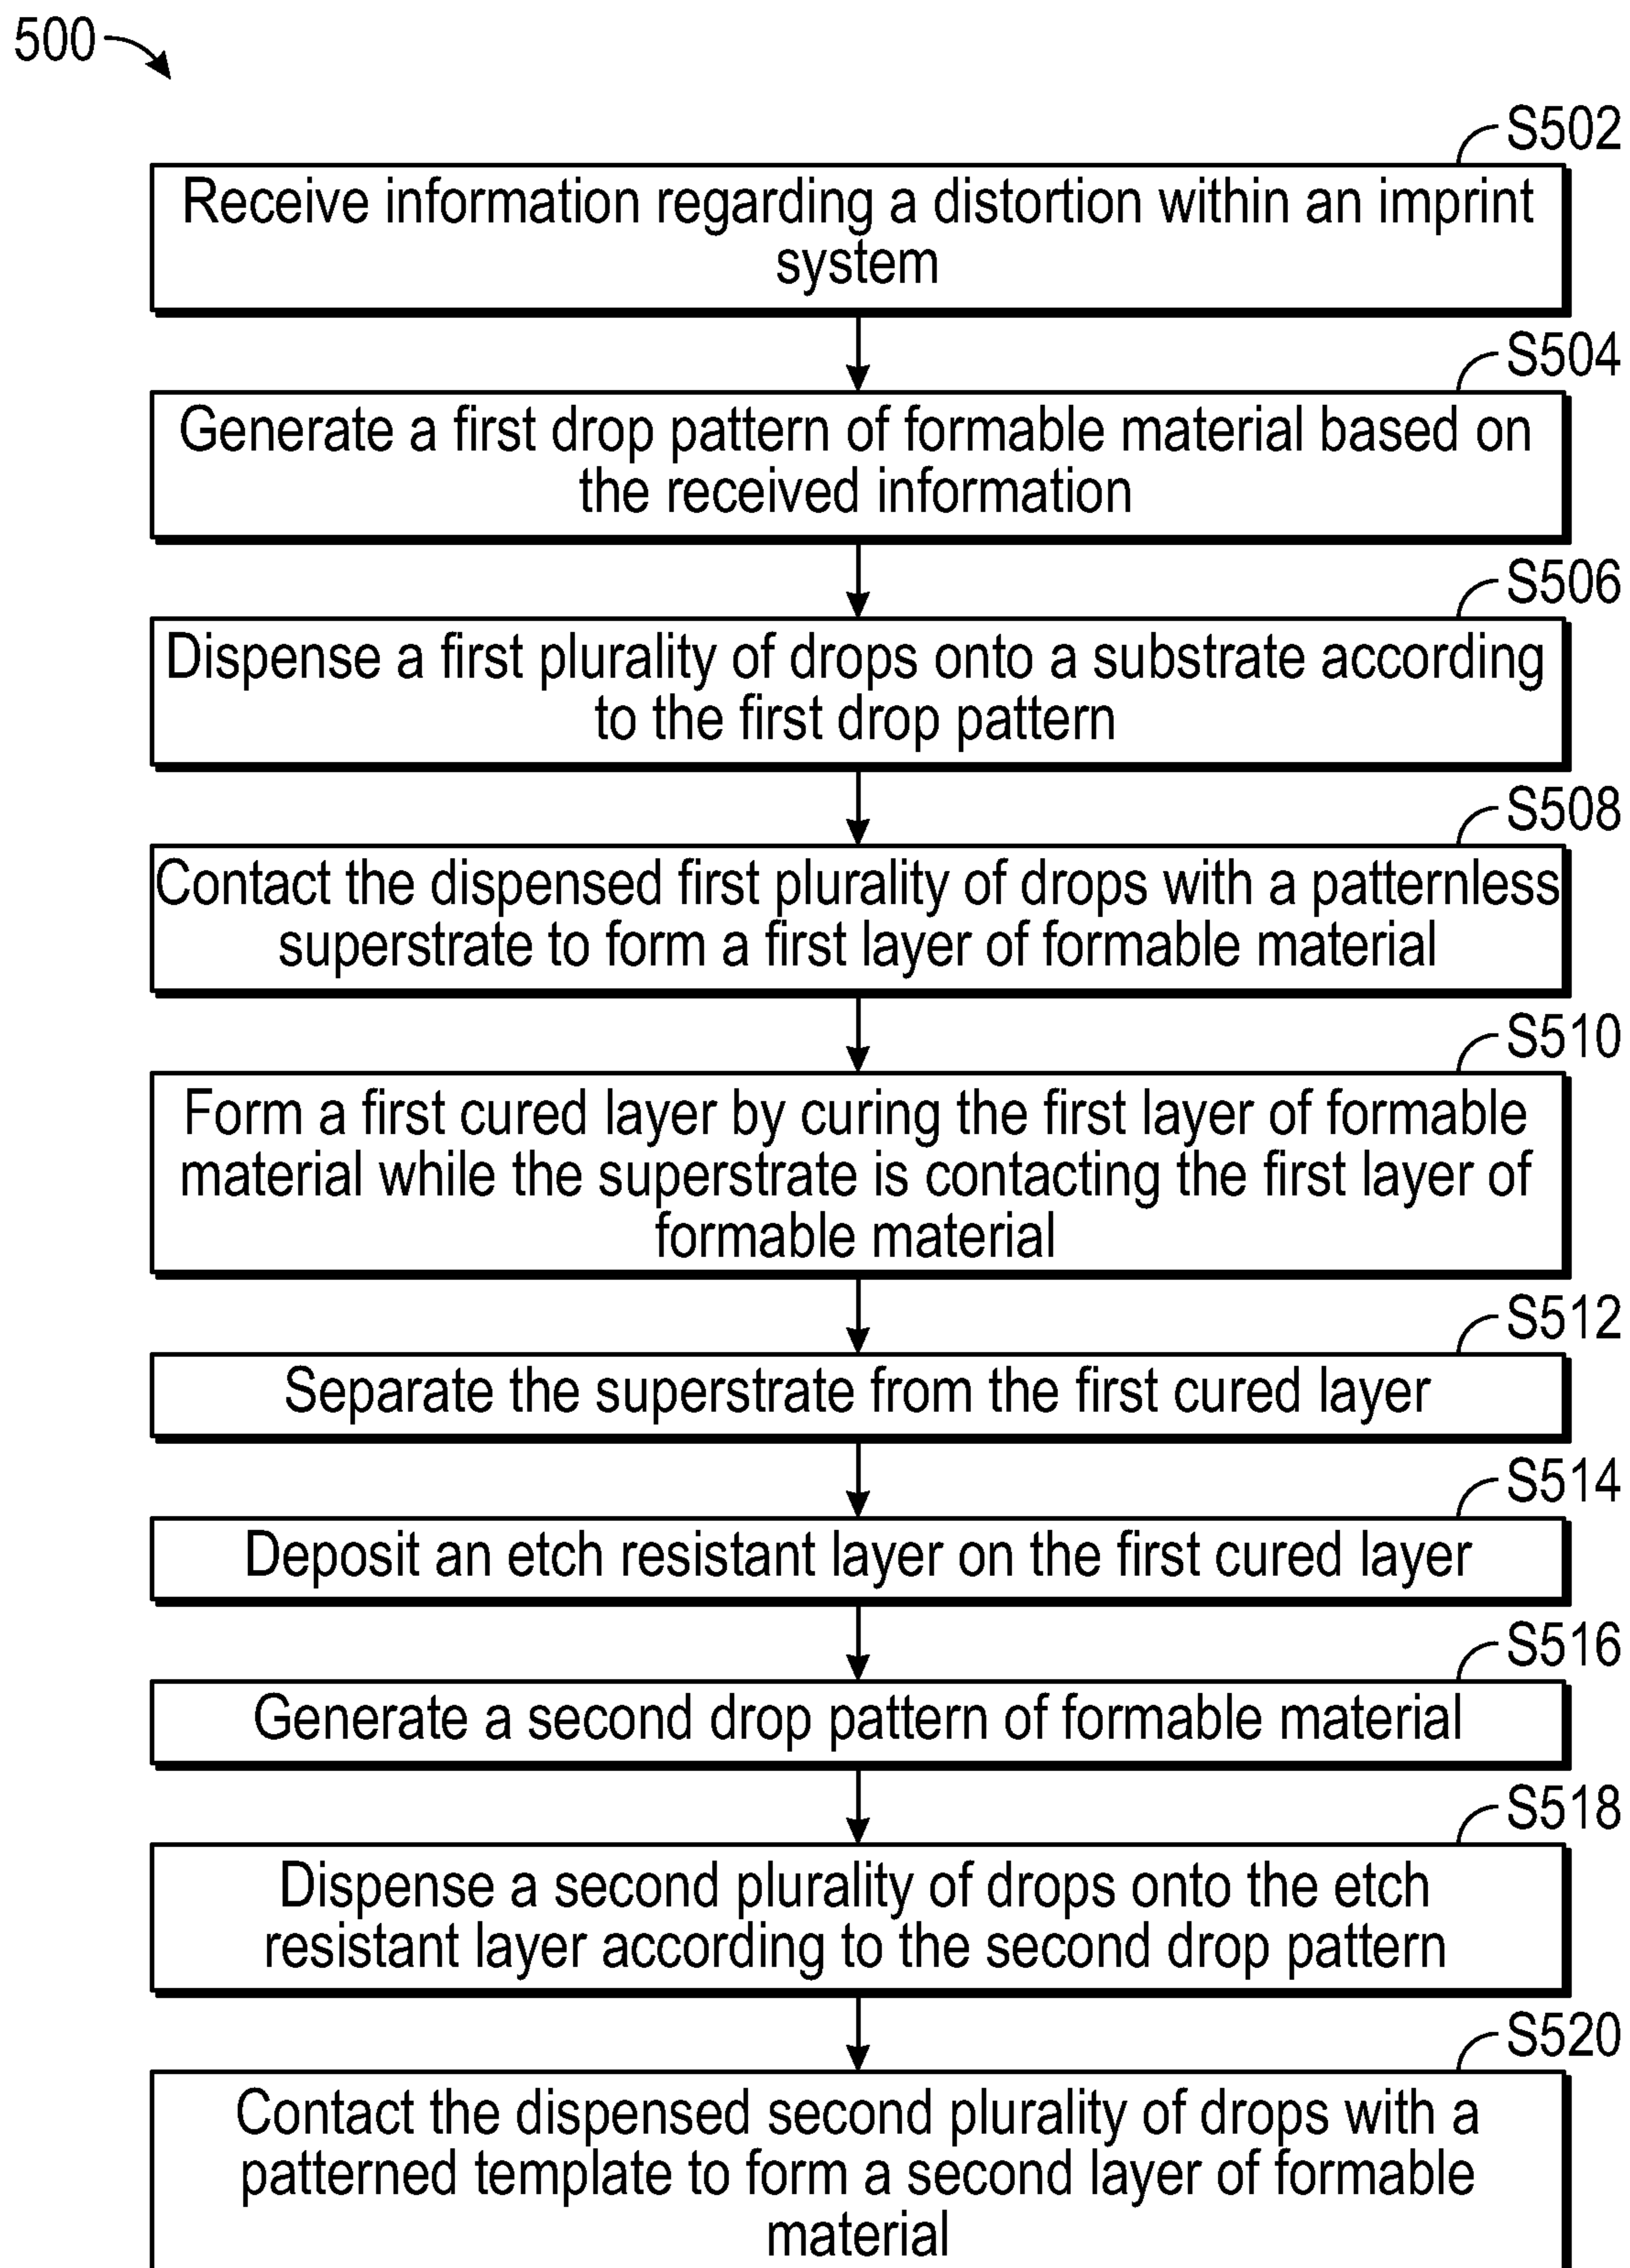 500
S502
Receive information regarding a distortion within an imprint
system
S504
Generate a first drop pattern of formable material based on
the received information
S506
Dispense a first plurality of drops onto a substrate according
to the first drop pattern
S508
Contact the dispensed first plurality of drops with a patternless
superstrate to form a first layer of formable material
S510
Form a first cured layer by curing the first layer of formable
material while the superstrate is contacting the first layer of
formable material
S512
Separate the superstrate from the first cured layer
S514
Deposit an etch resistant layer on the first cured layer
S516
Generate a second drop pattern of formable material
S518
Dispense a second plurality of drops onto the etch
resistant layer according to the second drop pattern
S520
Contact the dispensed second plurality of drops with a
patterned template to form a second layer of formable
material